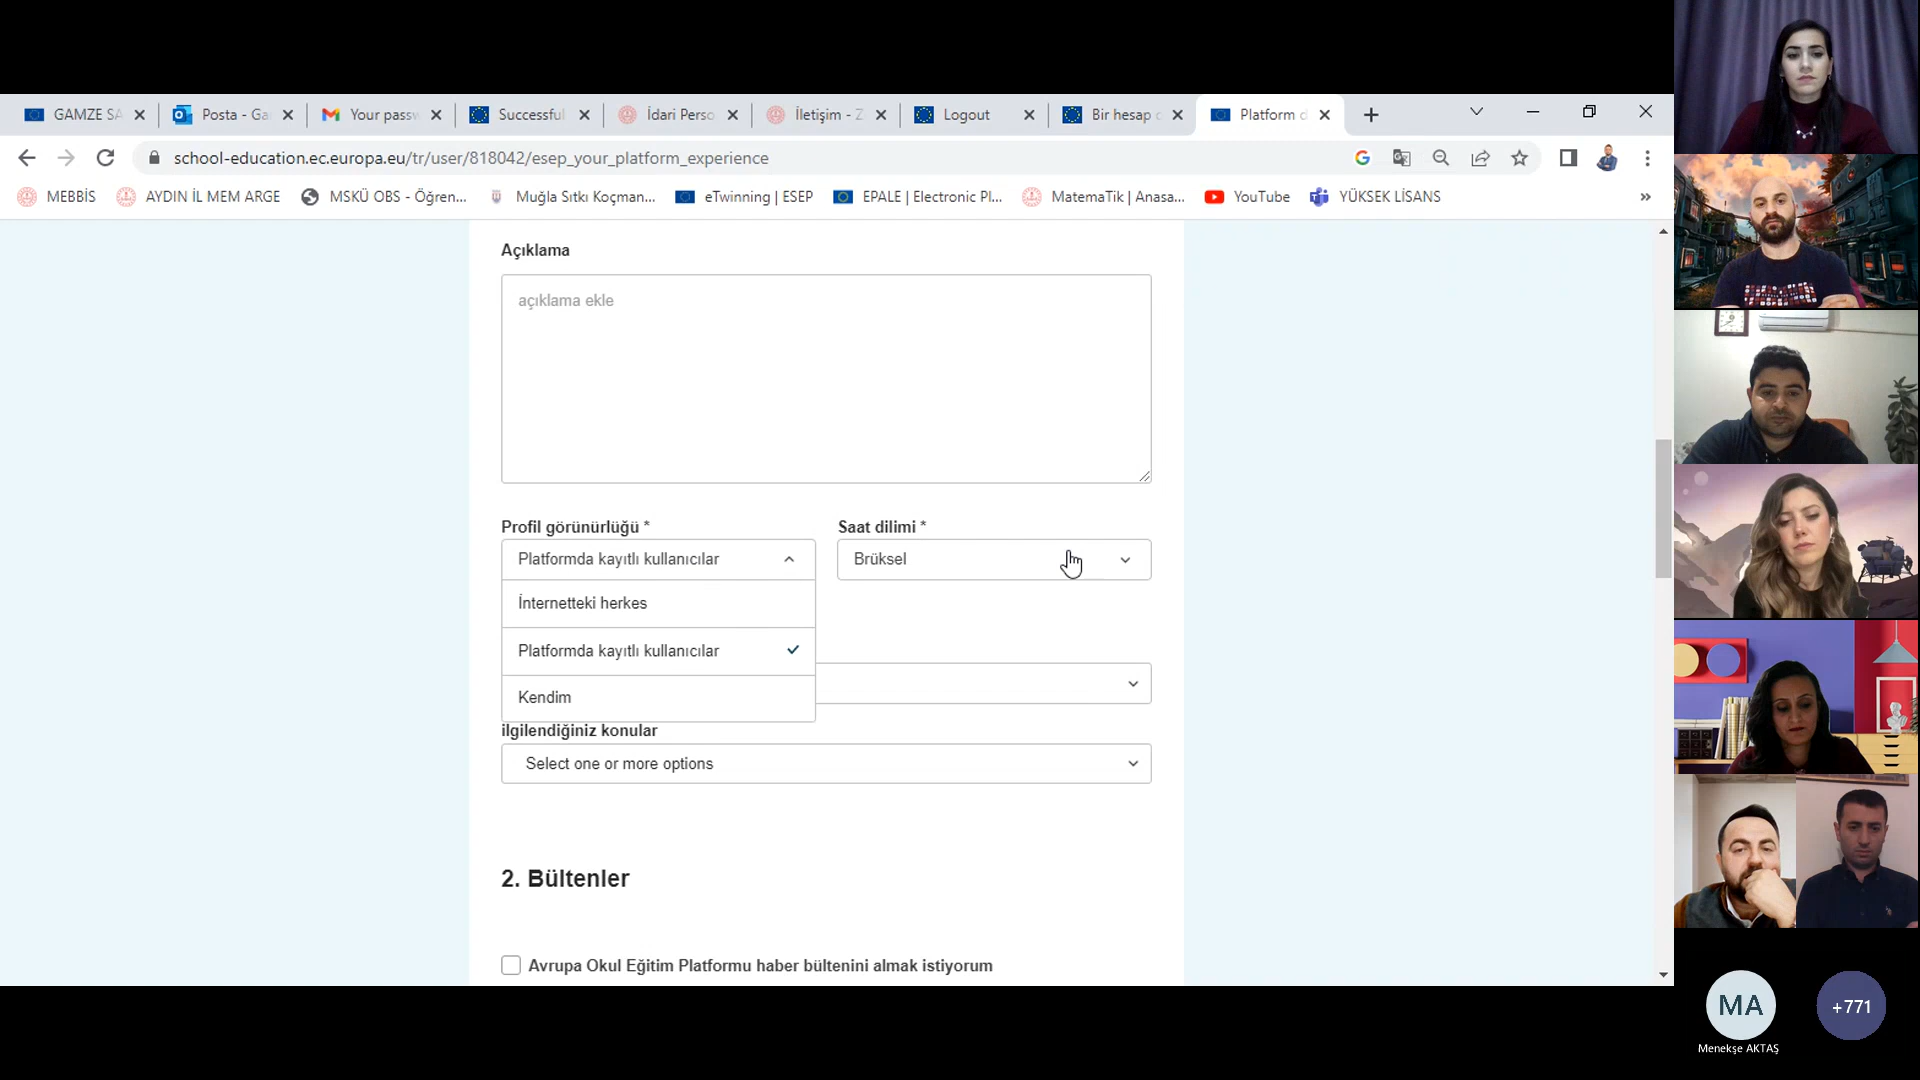 GAMZE SA
Posta - Ga
Your passw
Successful
İdari Perso
İletişim - Z
Logout
Bir hesap o
Platform d
school-education.ec.europa.eu/tr/user/818042/esep_your_platform_experience
MEBBİS
AYDIN İL MEM ARGE
MSKÜ OBS - Öğren...
Muğla Sıtkı Koçman...
eTwinning | ESEP
EPALE | Electronic Pl...
MatemaTik | Anasa...
YouTube
YÜKSEK LİSANS
»
Açıklama
açıklama ekle
Profil görünürlüğü *
Saat dilimi *
Platformda kayıtlı kullanıcılar
Brüksel
İnternetteki herkes
Platformda kayıtlı kullanıcılar
Kendim
ilgilendiğiniz konular
Select one or more options
2. Bültenler
Avrupa Okul Eğitim Platformu haber bültenini almak istiyorum
MA
+771
Menekşe AKTAŞ